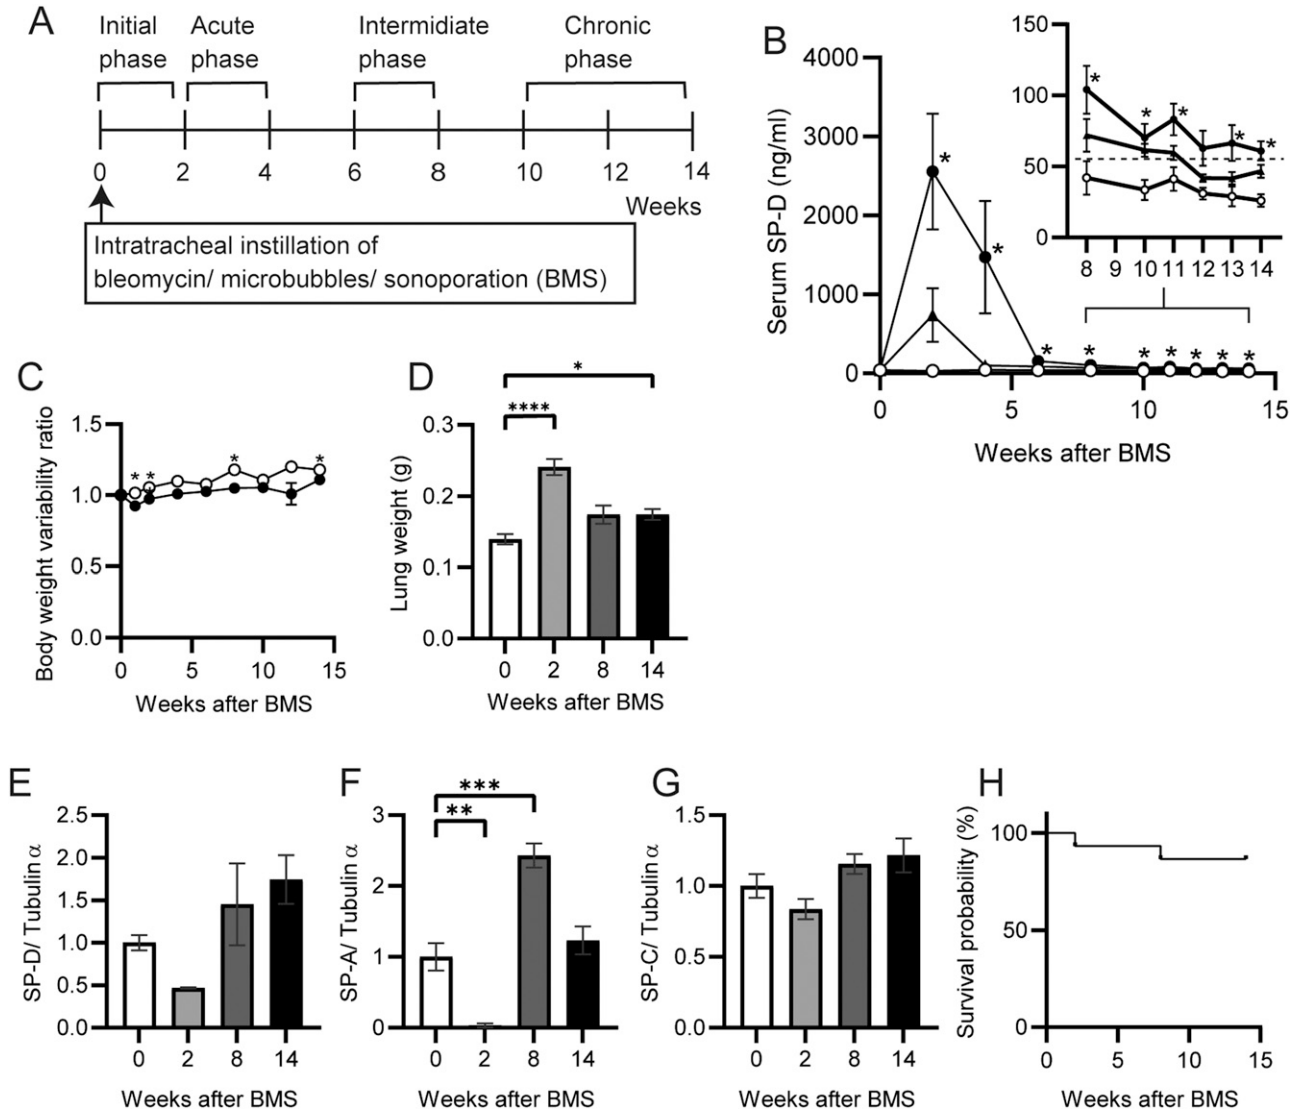 A
Initial phase
Acute phase
Intermidiate phase
Chronic phase
0 2 4 6 8 10 12 14
Weeks
Intratracheal instillation of
bleomycin/ microbubbles/ sonoporation (BMS)
B
Serum SP-D (ng/ml)
4000
3000
2000
1000
0
0 5 10 15
Weeks after BMS
* * * * * * * * *
150
100
50
0
8 9 10 11 12 13 14
* * * * *
C
Body weight variability ratio
1.5
1.0
0.5
0.0
0 5 10 15
Weeks after BMS
* * * *
D
Lung weight (g)
0.3
0.2
0.1
0.0
*
****
0 2 8 14
Weeks after BMS
E
SP-D/ Tubulin α
2.5
2.0
1.5
1.0
0.5
0.0
0 2 8 14
Weeks after BMS
F
SP-A/ Tubulin α
3
2
1
0
***
**
0 2 8 14
Weeks after BMS
G
SP-C/ Tubulin α
1.5
1.0
0.5
0.0
0 2 8 14
Weeks after BMS
H
Survival probability (%)
100
50
0
0 5 10 15
Weeks after BMS